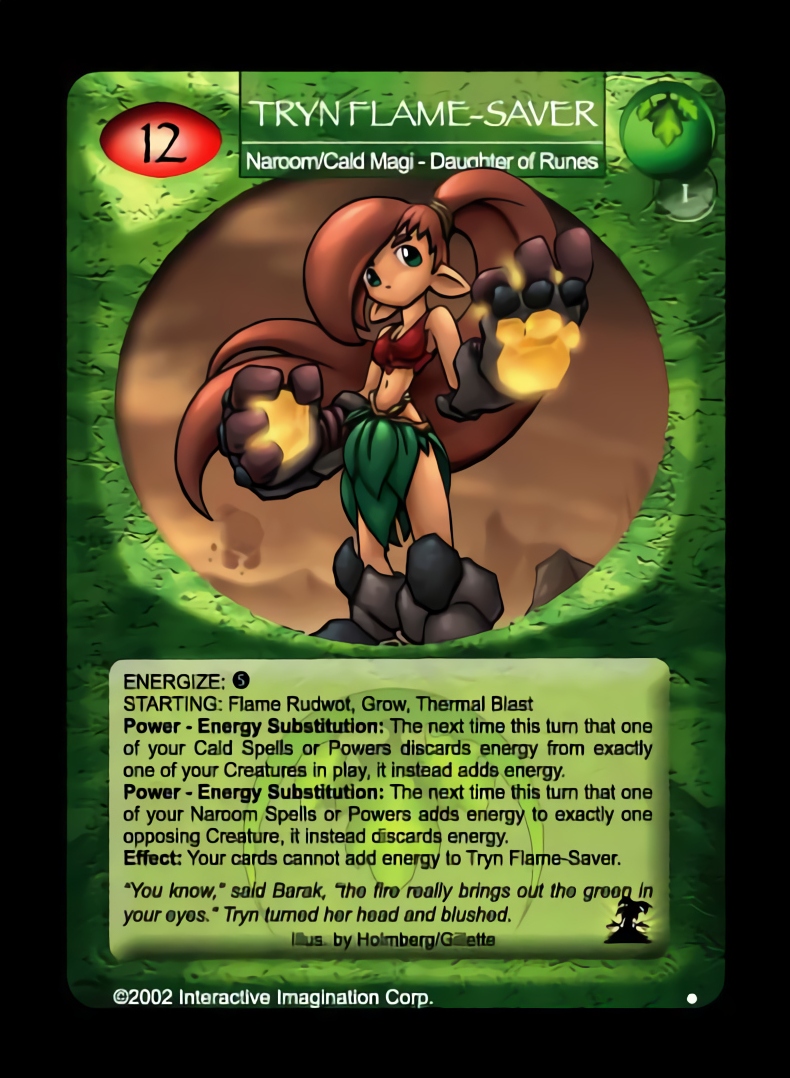 12
TRYN FLAME-SAVER
Naroom/Cald Magi - Daughter of Runes
1
ENERGIZE: 5
STARTING: Flame Rudwot, Grow, Thermal Blast
Power - Energy Substitution: The next time this turn that one
of your Cald Spells or Powers discards energy from exactly
one of your Creatures in play, it instead adds energy.
Power - Energy Substitution: The next time this turn that one
of your Naroom Spells or Powers adds energy to exactly one
opposing Creature, it instead discards energy.
Effect: Your cards cannot add energy to Tryn Flame-Saver.
"You know," said Barak, "the fire really brings out the green in
your eyes." Tryn turned her head and blushed.
Illus. by Holmberg/Gillette
©2002 Interactive Imagination Corp.